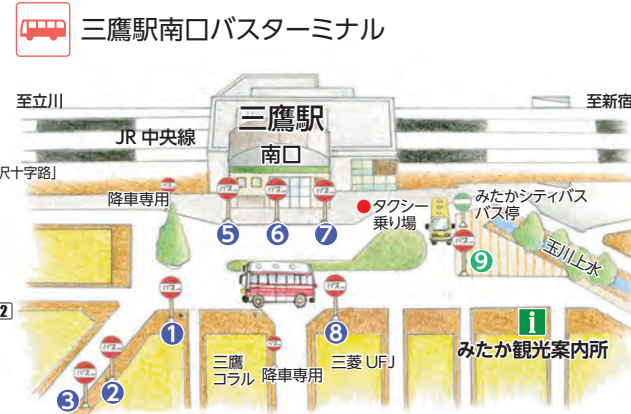 三鷹駅南口バスターミナル
至立川
至新宿
三鷹駅
JR 中央線
南口
沢十字路」
降車専用
みたかシティバス
バス停
タクシー
乗り場
5
6
7
9
玉川上水
2
1
8
i
みたか観光案内所
三鷹
コラル
降車専用
三菱 UFJ
3
2